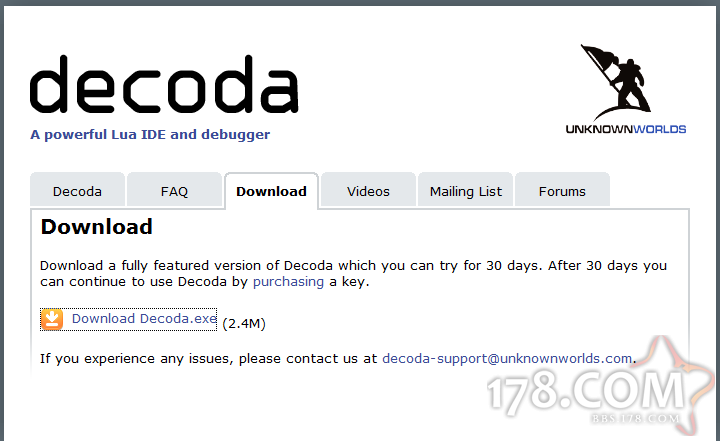 decoda
A powerful Lua IDE and debugger
UNKNOWNWORLDS
Decoda
FAQ
Download
Videos
Mailing List
Forums
Download
Download a fully featured version of Decoda which you can try for 30 days. After 30 days you
can continue to use Decoda by purchasing a key.
Download Decoda.exe (2.4M)
If you experience any issues, please contact us at decoda-support@unknownworlds.com.
178.COM
BBS.178.COM